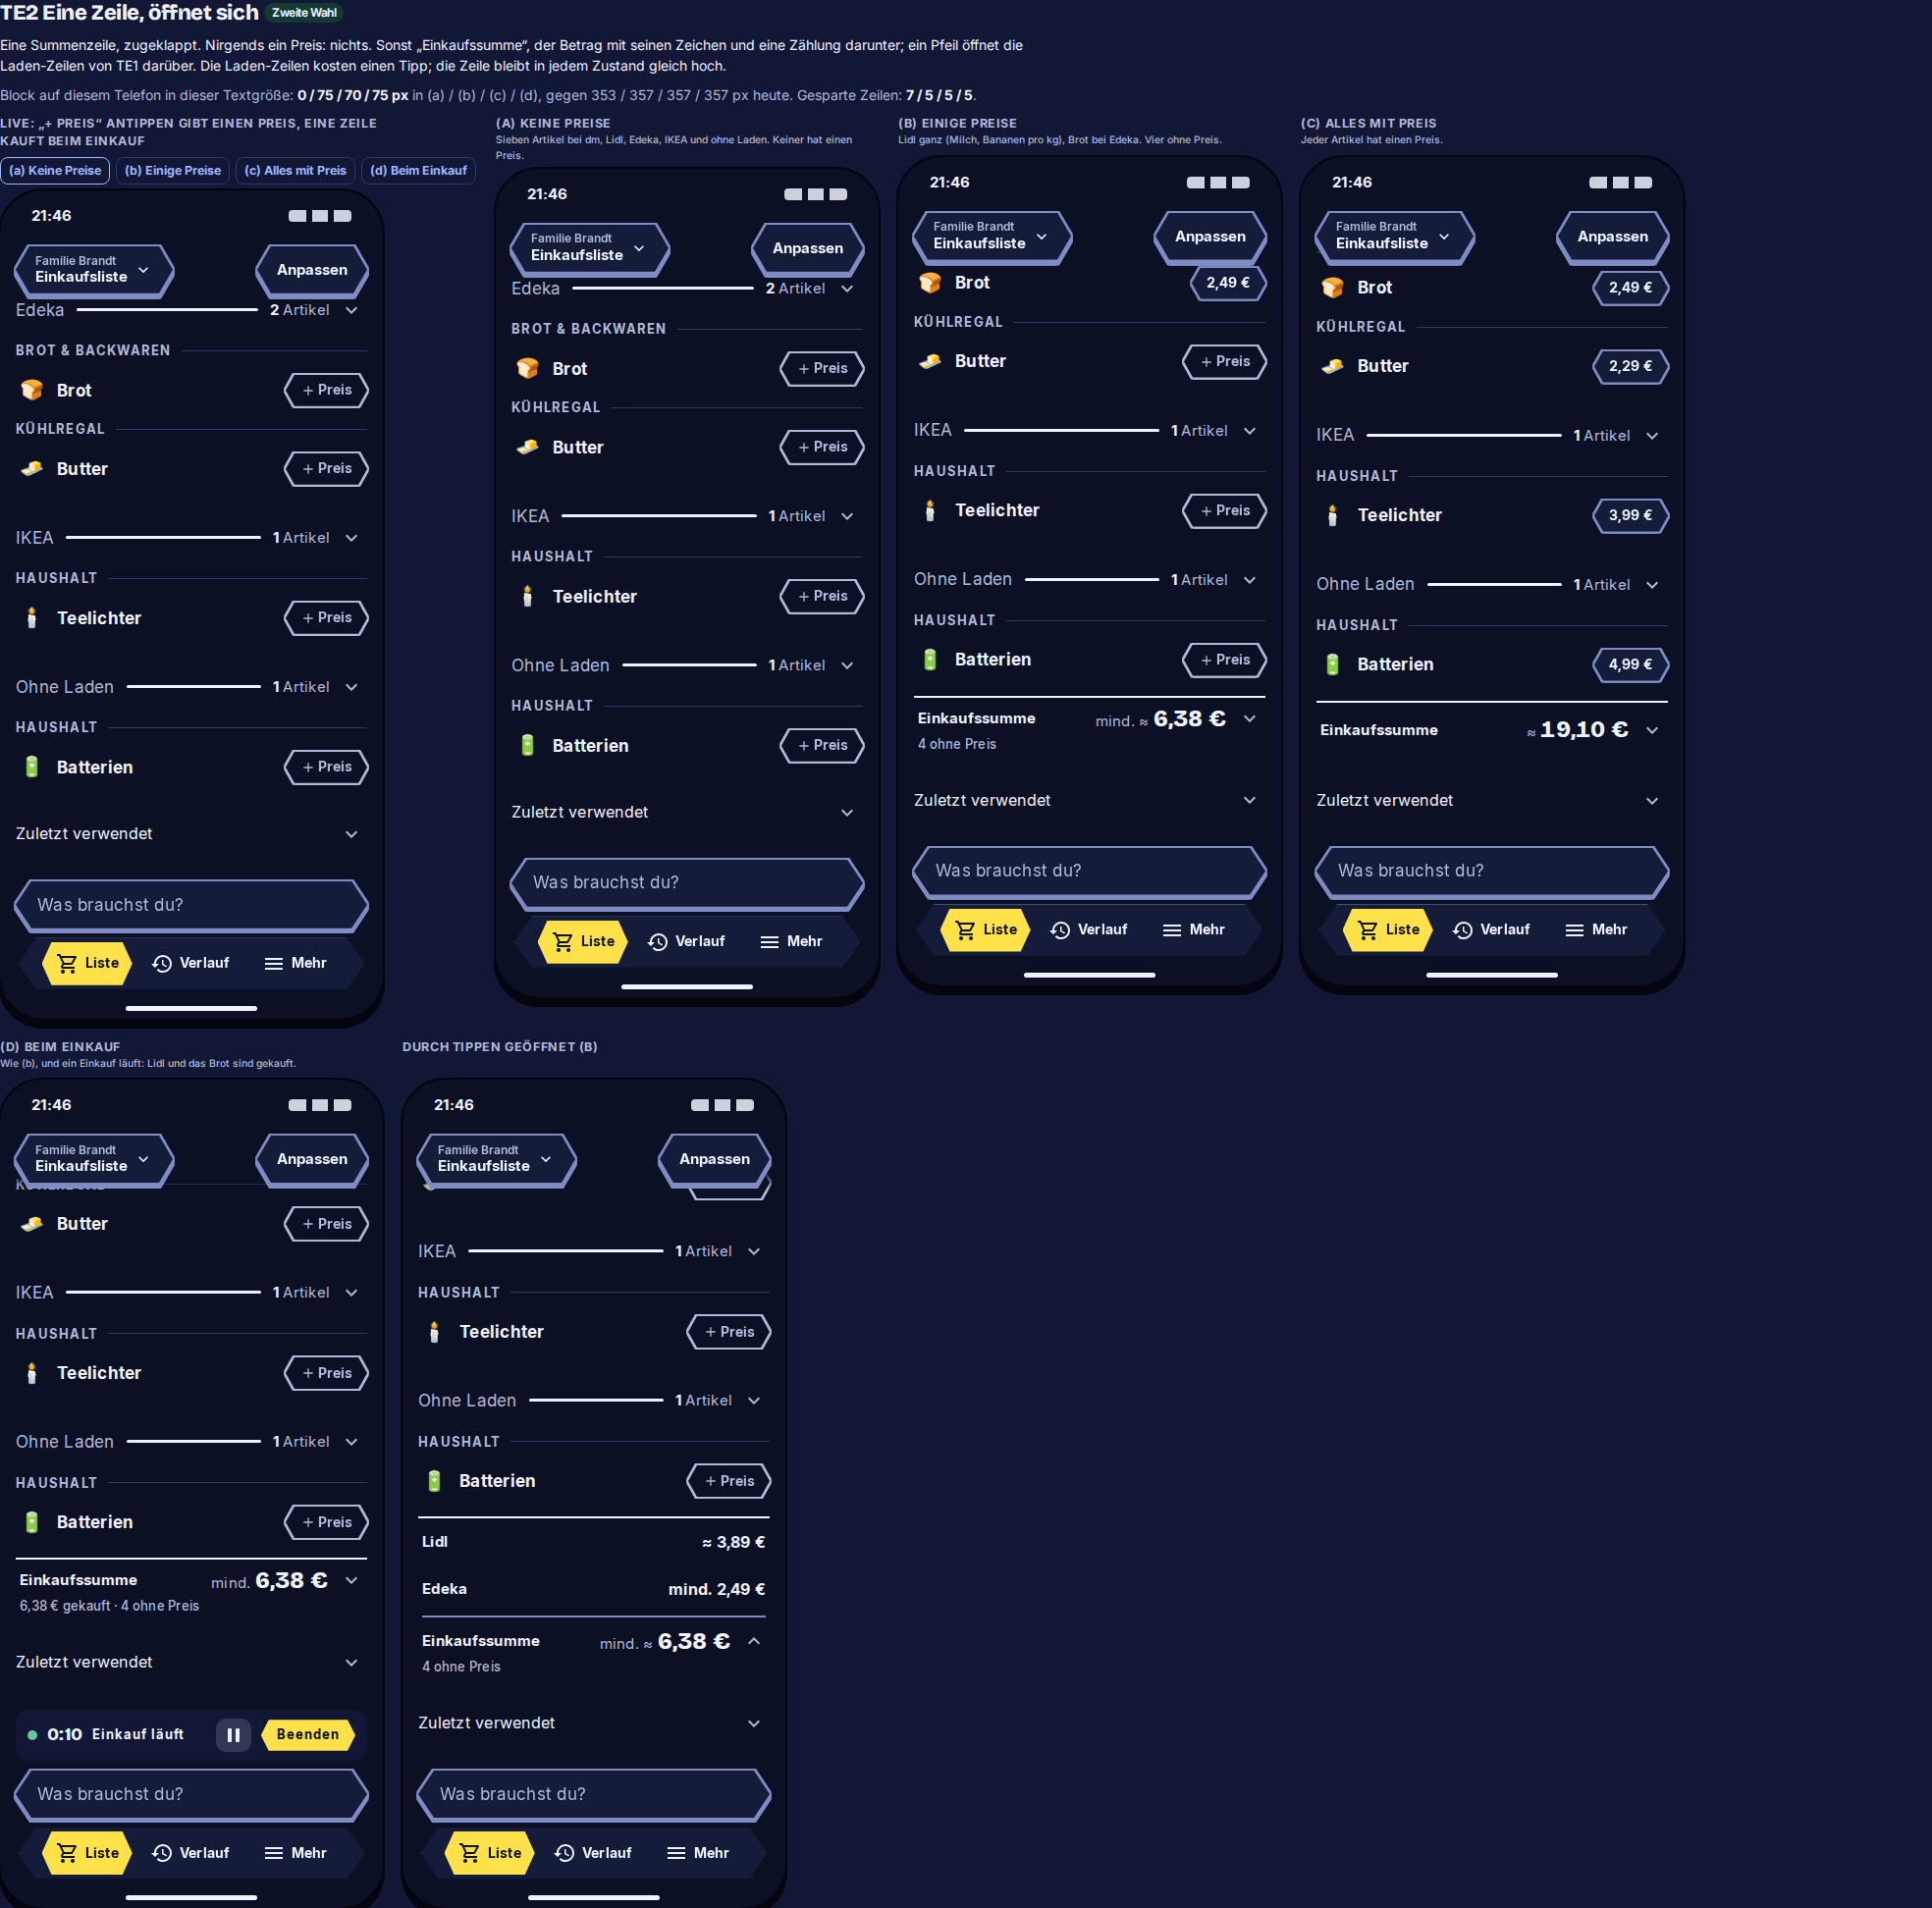 TE2 Eine Zeile, öffnet sich Zweite Wahl
Eine Summenzeile, zugeklappt. Nirgends ein Preis: nichts. Sonst „Einkaufssumme“, der Betrag mit seinen Zeichen und eine Zählung darunter; ein Pfeil öffnet die
Laden-Zeilen von TE1 darüber. Die Laden-Zeilen kosten einen Tipp; die Zeile bleibt in jedem Zustand gleich hoch.
Block auf diesem Telefon in dieser Textgröße: 0 / 75 / 70 / 75 px in (a) / (b) / (c) / (d), gegen 353 / 357 / 357 / 357 px heute. Gesparte Zeilen: 7 / 5 / 5 / 5.
LIVE: „+ PREIS“ ANTIPPEN GIBT EINEN PREIS, EINE ZEILE
KAUFT BEIM EINKAUF
(a) Keine Preise
(b) Einige Preise
(c) Alles mit Preis
(d) Beim Einkauf
21:46
Familie Brandt
Einkaufsliste
Anpassen
Edeka 2 Artikel
BROT & BACKWAREN
Brot + Preis
KÜHLREGAL
Butter + Preis
IKEA 1 Artikel
HAUSHALT
Teelichter + Preis
Ohne Laden 1 Artikel
HAUSHALT
Batterien + Preis
Zuletzt verwendet
Was brauchst du?
Liste Verlauf Mehr
(A) KEINE PREISE
Sieben Artikel bei dm, Lidl, Edeka, IKEA und ohne Laden. Keiner hat einen
Preis.
21:46
Familie Brandt
Einkaufsliste
Anpassen
Edeka 2 Artikel
BROT & BACKWAREN
Brot + Preis
KÜHLREGAL
Butter + Preis
IKEA 1 Artikel
HAUSHALT
Teelichter + Preis
Ohne Laden 1 Artikel
HAUSHALT
Batterien + Preis
Zuletzt verwendet
Was brauchst du?
Liste Verlauf Mehr
(B) EINIGE PREISE
Lidl ganz (Milch, Bananen pro kg), Brot bei Edeka. Vier ohne Preis.
21:46
Familie Brandt
Einkaufsliste
Anpassen
Brot 2,49 €
KÜHLREGAL
Butter + Preis
IKEA 1 Artikel
HAUSHALT
Teelichter + Preis
Ohne Laden 1 Artikel
HAUSHALT
Batterien + Preis
Einkaufssumme mind. ≈ 6,38 €
4 ohne Preis
Zuletzt verwendet
Was brauchst du?
Liste Verlauf Mehr
(C) ALLES MIT PREIS
Jeder Artikel hat einen Preis.
21:46
Familie Brandt
Einkaufsliste
Anpassen
Brot 2,49 €
KÜHLREGAL
Butter 2,29 €
IKEA 1 Artikel
HAUSHALT
Teelichter 3,99 €
Ohne Laden 1 Artikel
HAUSHALT
Batterien 4,99 €
Einkaufssumme ≈ 19,10 €
Zuletzt verwendet
Was brauchst du?
Liste Verlauf Mehr
(D) BEIM EINKAUF
Wie (b), und ein Einkauf läuft: Lidl und das Brot sind gekauft.
21:46
Familie Brandt
Einkaufsliste
Anpassen
Butter + Preis
IKEA 1 Artikel
HAUSHALT
Teelichter + Preis
Ohne Laden 1 Artikel
HAUSHALT
Batterien + Preis
Einkaufssumme mind. 6,38 €
6,38 € gekauft · 4 ohne Preis
Zuletzt verwendet
0:10 Einkauf läuft Beenden
Was brauchst du?
Liste Verlauf Mehr
DURCH TIPPEN GEÖFFNET (B)
21:46
Familie Brandt
Einkaufsliste
Anpassen
IKEA 1 Artikel
HAUSHALT
Teelichter + Preis
Ohne Laden 1 Artikel
HAUSHALT
Batterien + Preis
Lidl ≈ 3,89 €
Edeka mind. 2,49 €
Einkaufssumme mind. ≈ 6,38 €
4 ohne Preis
Zuletzt verwendet
Was brauchst du?
Liste Verlauf Mehr